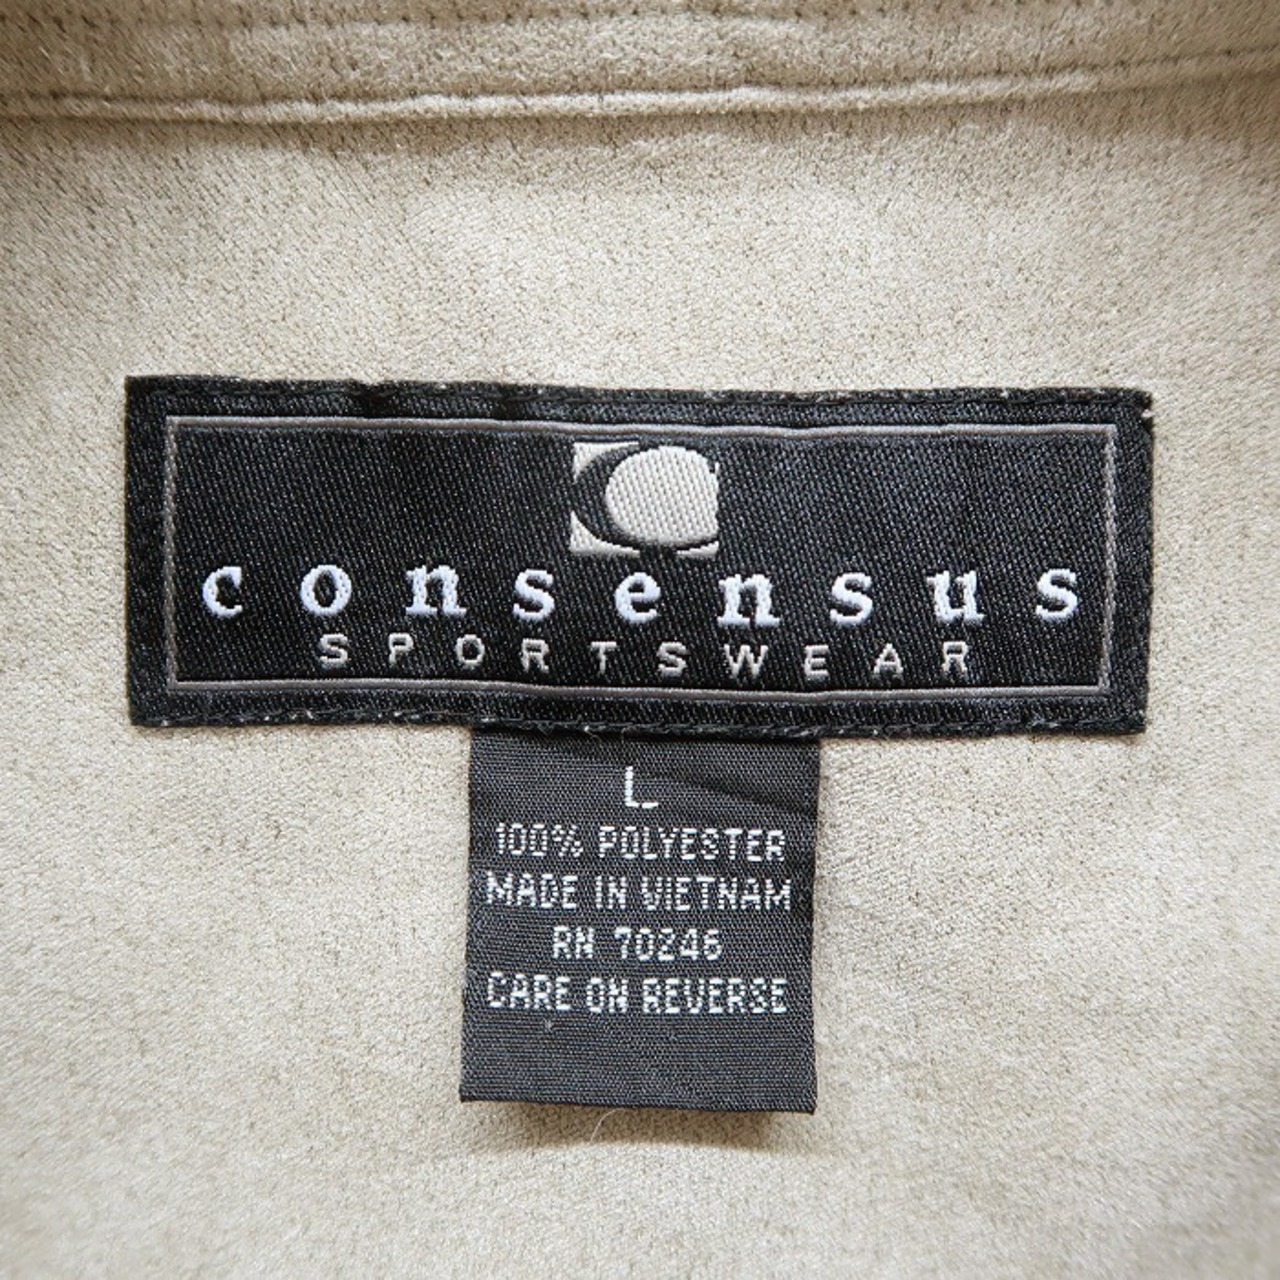 consensus
SPORTSWEAR
L
100% POLYESTER
MADE IN VIETNAM
RN 70246
CARE ON REVERSE